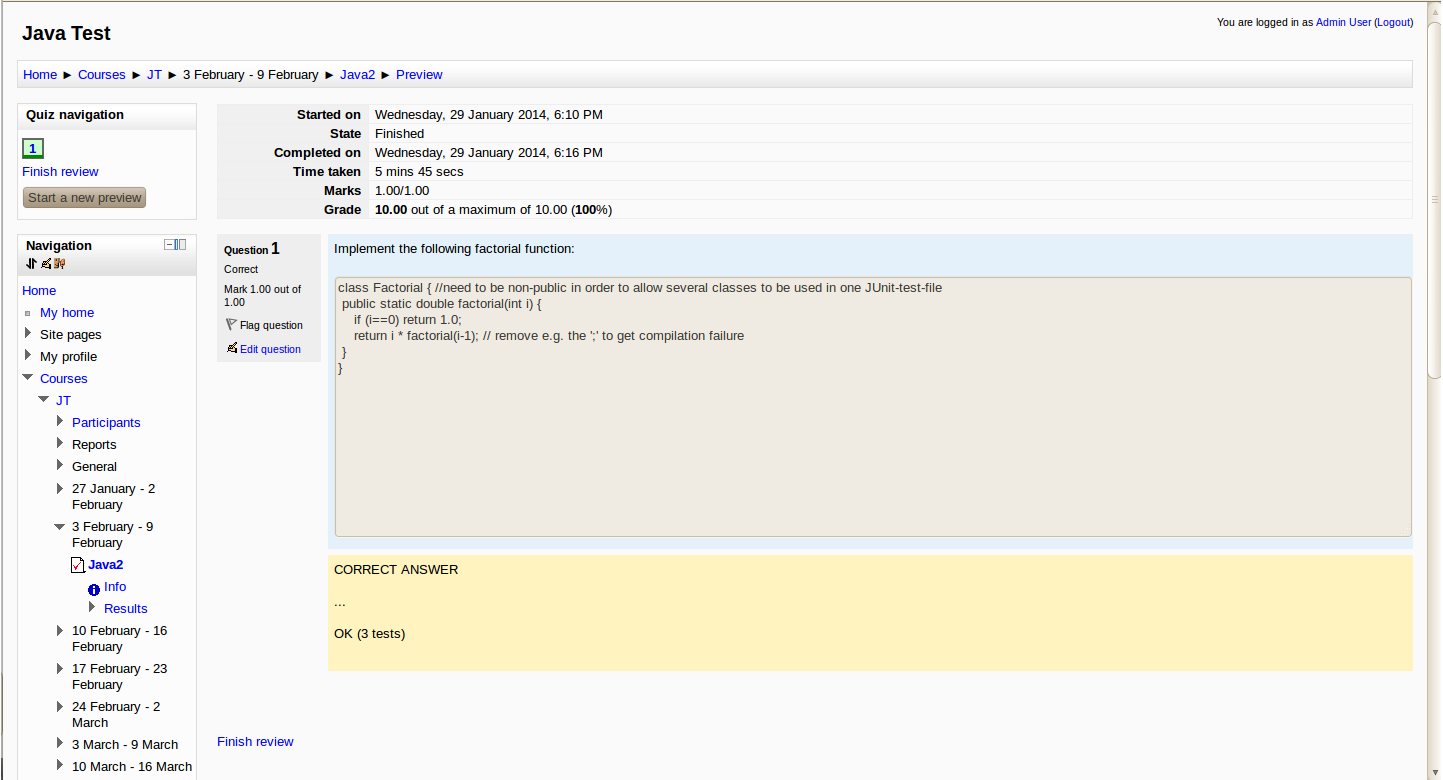 Java Test
You are logged in as Admin User (Logout)
Home ► Courses ► JT ► 3 February - 9 February ► Java2 ► Preview
Quiz navigation
1
Finish review
Start a new preview
Started on Wednesday, 29 January 2014, 6:10 PM
State Finished
Completed on Wednesday, 29 January 2014, 6:16 PM
Time taken 5 mins 45 secs
Marks 1.00/1.00
Grade 10.00 out of a maximum of 10.00 (100%)
Navigation
Home
My home
Site pages
My profile
Courses
JT
Participants
Reports
General
27 January - 2
February
3 February - 9
February
Java2
Info
Results
10 February - 16
February
17 February - 23
February
24 February - 2
March
3 March - 9 March
10 March - 16 March
Question 1
Correct
Mark 1.00 out of
1.00
Flag question
Edit question
Implement the following factorial function:
class Factorial { //need to be non-public in order to allow several classes to be used in one JUnit-test-file
public static double factorial(int i) {
if (i==0) return 1.0;
return i * factorial(i-1); // remove e.g. the ';' to get compilation failure
}
}
CORRECT ANSWER
...
OK (3 tests)
Finish review